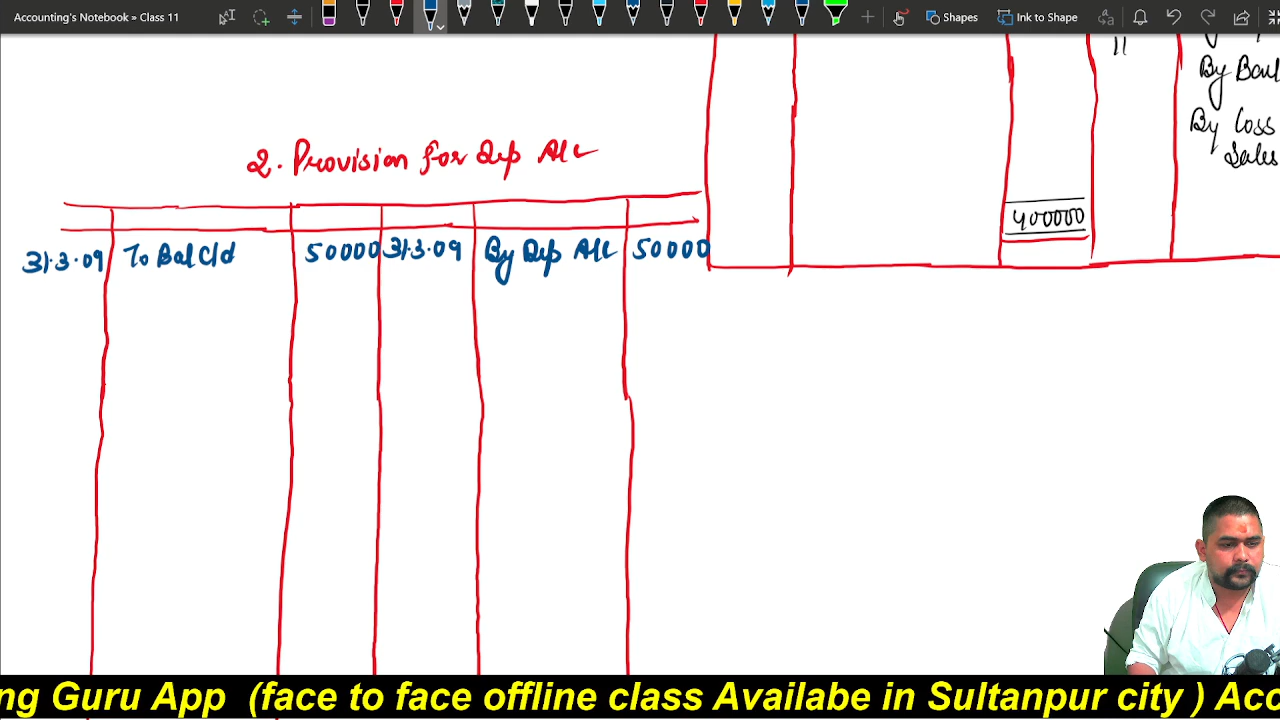 Accounting's Notebook » Class 11
Shapes
Ink to Shape
11
By
By Loss
Sales
400000
2. Provision for Dep A/c
31.3.09 To Bal C/d 50000 31.3.09 By Dep A/c 50000
ng Guru App (face to face offline class Availabe in Sultanpur city ) Acc